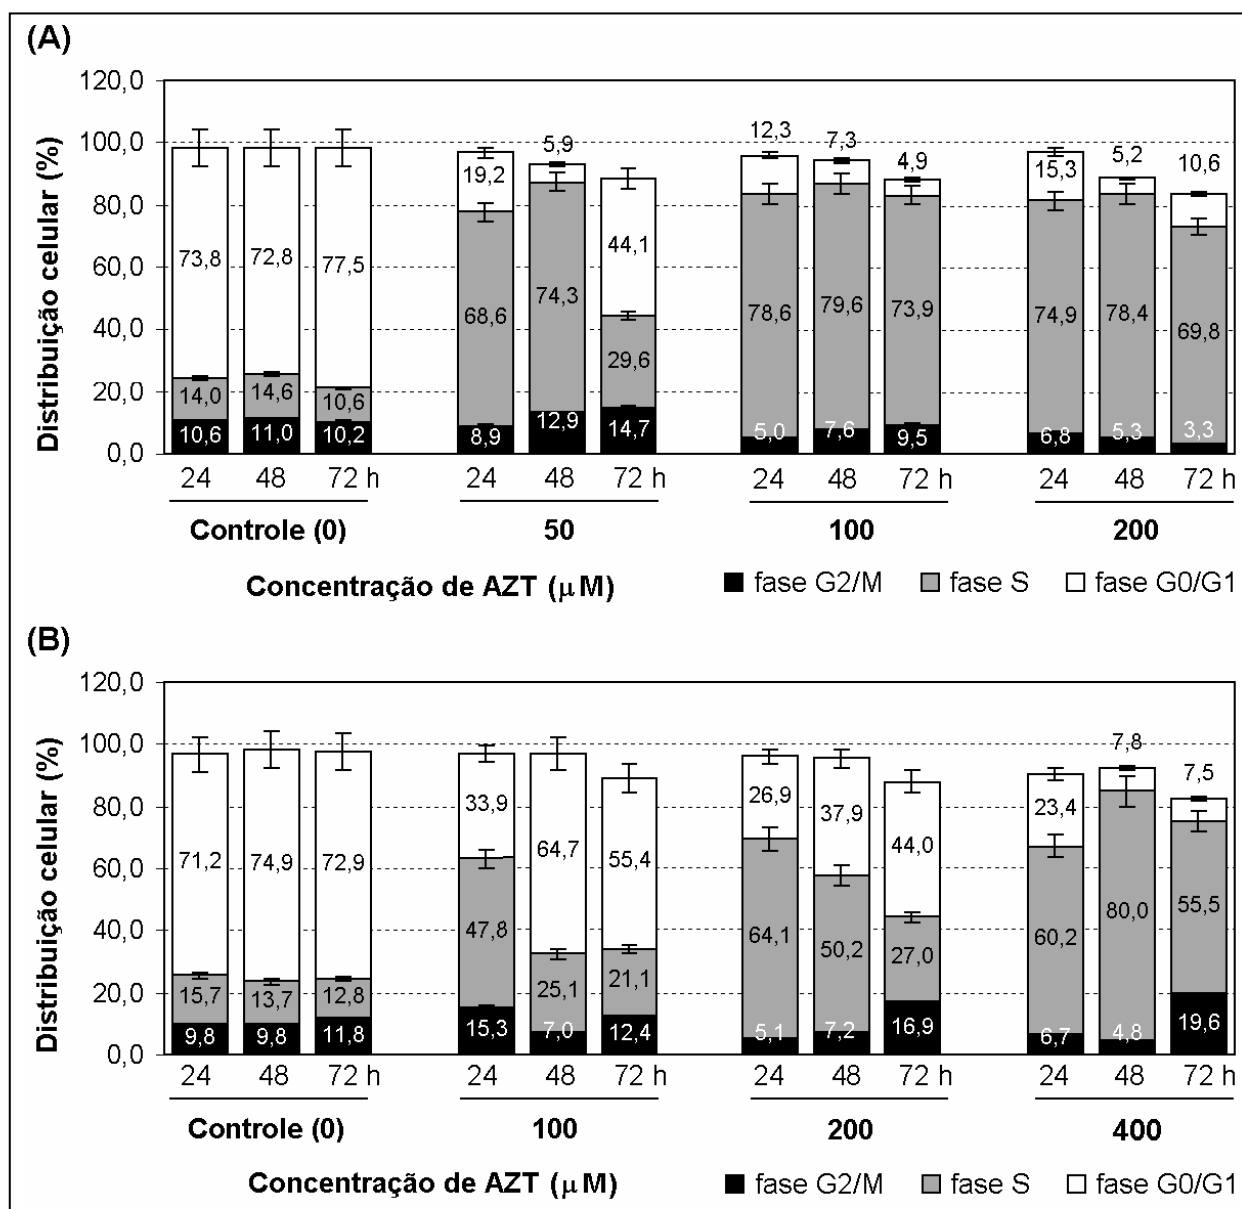 (A)
Distribuição celular (%)
120,0
100,0
80,0
60,0
40,0
20,0
0,0
73,8 72,8 77,5
14,0 14,6 10,6
10,6 11,0 10,2
19,2 5,9 44,1
68,6 74,3 29,6
8,9 12,9 14,7
12,3 7,3 4,9
78,6 79,6 73,9
5,0 7,6 9,5
15,3 5,2 10,6
74,9 78,4 69,8
6,8 5,3 3,3
24 48 72 h 24 48 72 h 24 48 72 h 24 48 72 h
Controle (0) 50 100 200
Concentração de AZT (μM) fase G2/M fase S fase G0/G1
(B)
Distribuição celular (%)
120,0
100,0
80,0
60,0
40,0
20,0
0,0
71,2 74,9 72,9
15,7 13,7 12,8
9,8 9,8 11,8
33,9 64,7 55,4
47,8 25,1 21,1
15,3 7,0 12,4
26,9 37,9 44,0
64,1 50,2 27,0
5,1 7,2 16,9
23,4 7,8 7,5
60,2 80,0 55,5
6,7 4,8 19,6
24 48 72 h 24 48 72 h 24 48 72 h 24 48 72 h
Controle (0) 100 200 400
Concentração de AZT (μM) fase G2/M fase S fase G0/G1